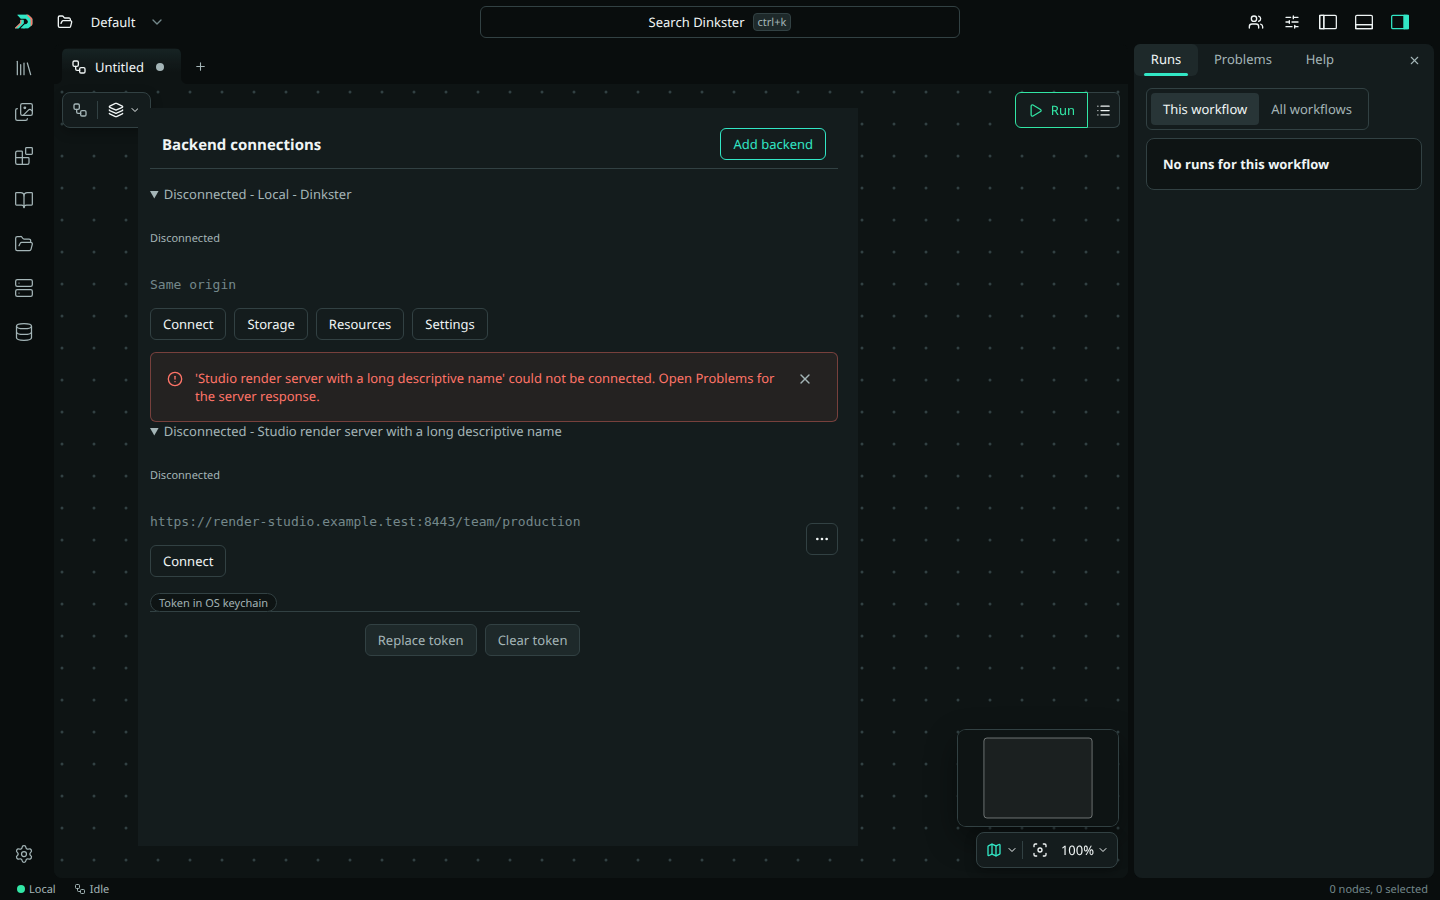 Default
Search Dinkster ctrl+k
Untitled
Run
Runs
Problems
Help
This workflow
All workflows
No runs for this workflow
Backend connections
Add backend
Disconnected - Local - Dinkster
Disconnected
Same origin
Connect
Storage
Resources
Settings
'Studio render server with a long descriptive name' could not be connected. Open Problems for
the server response.
Disconnected - Studio render server with a long descriptive name
Disconnected
https://render-studio.example.test:8443/team/production
Connect
Token in OS keychain
Replace token
Clear token
100%
Local
Idle
0 nodes, 0 selected